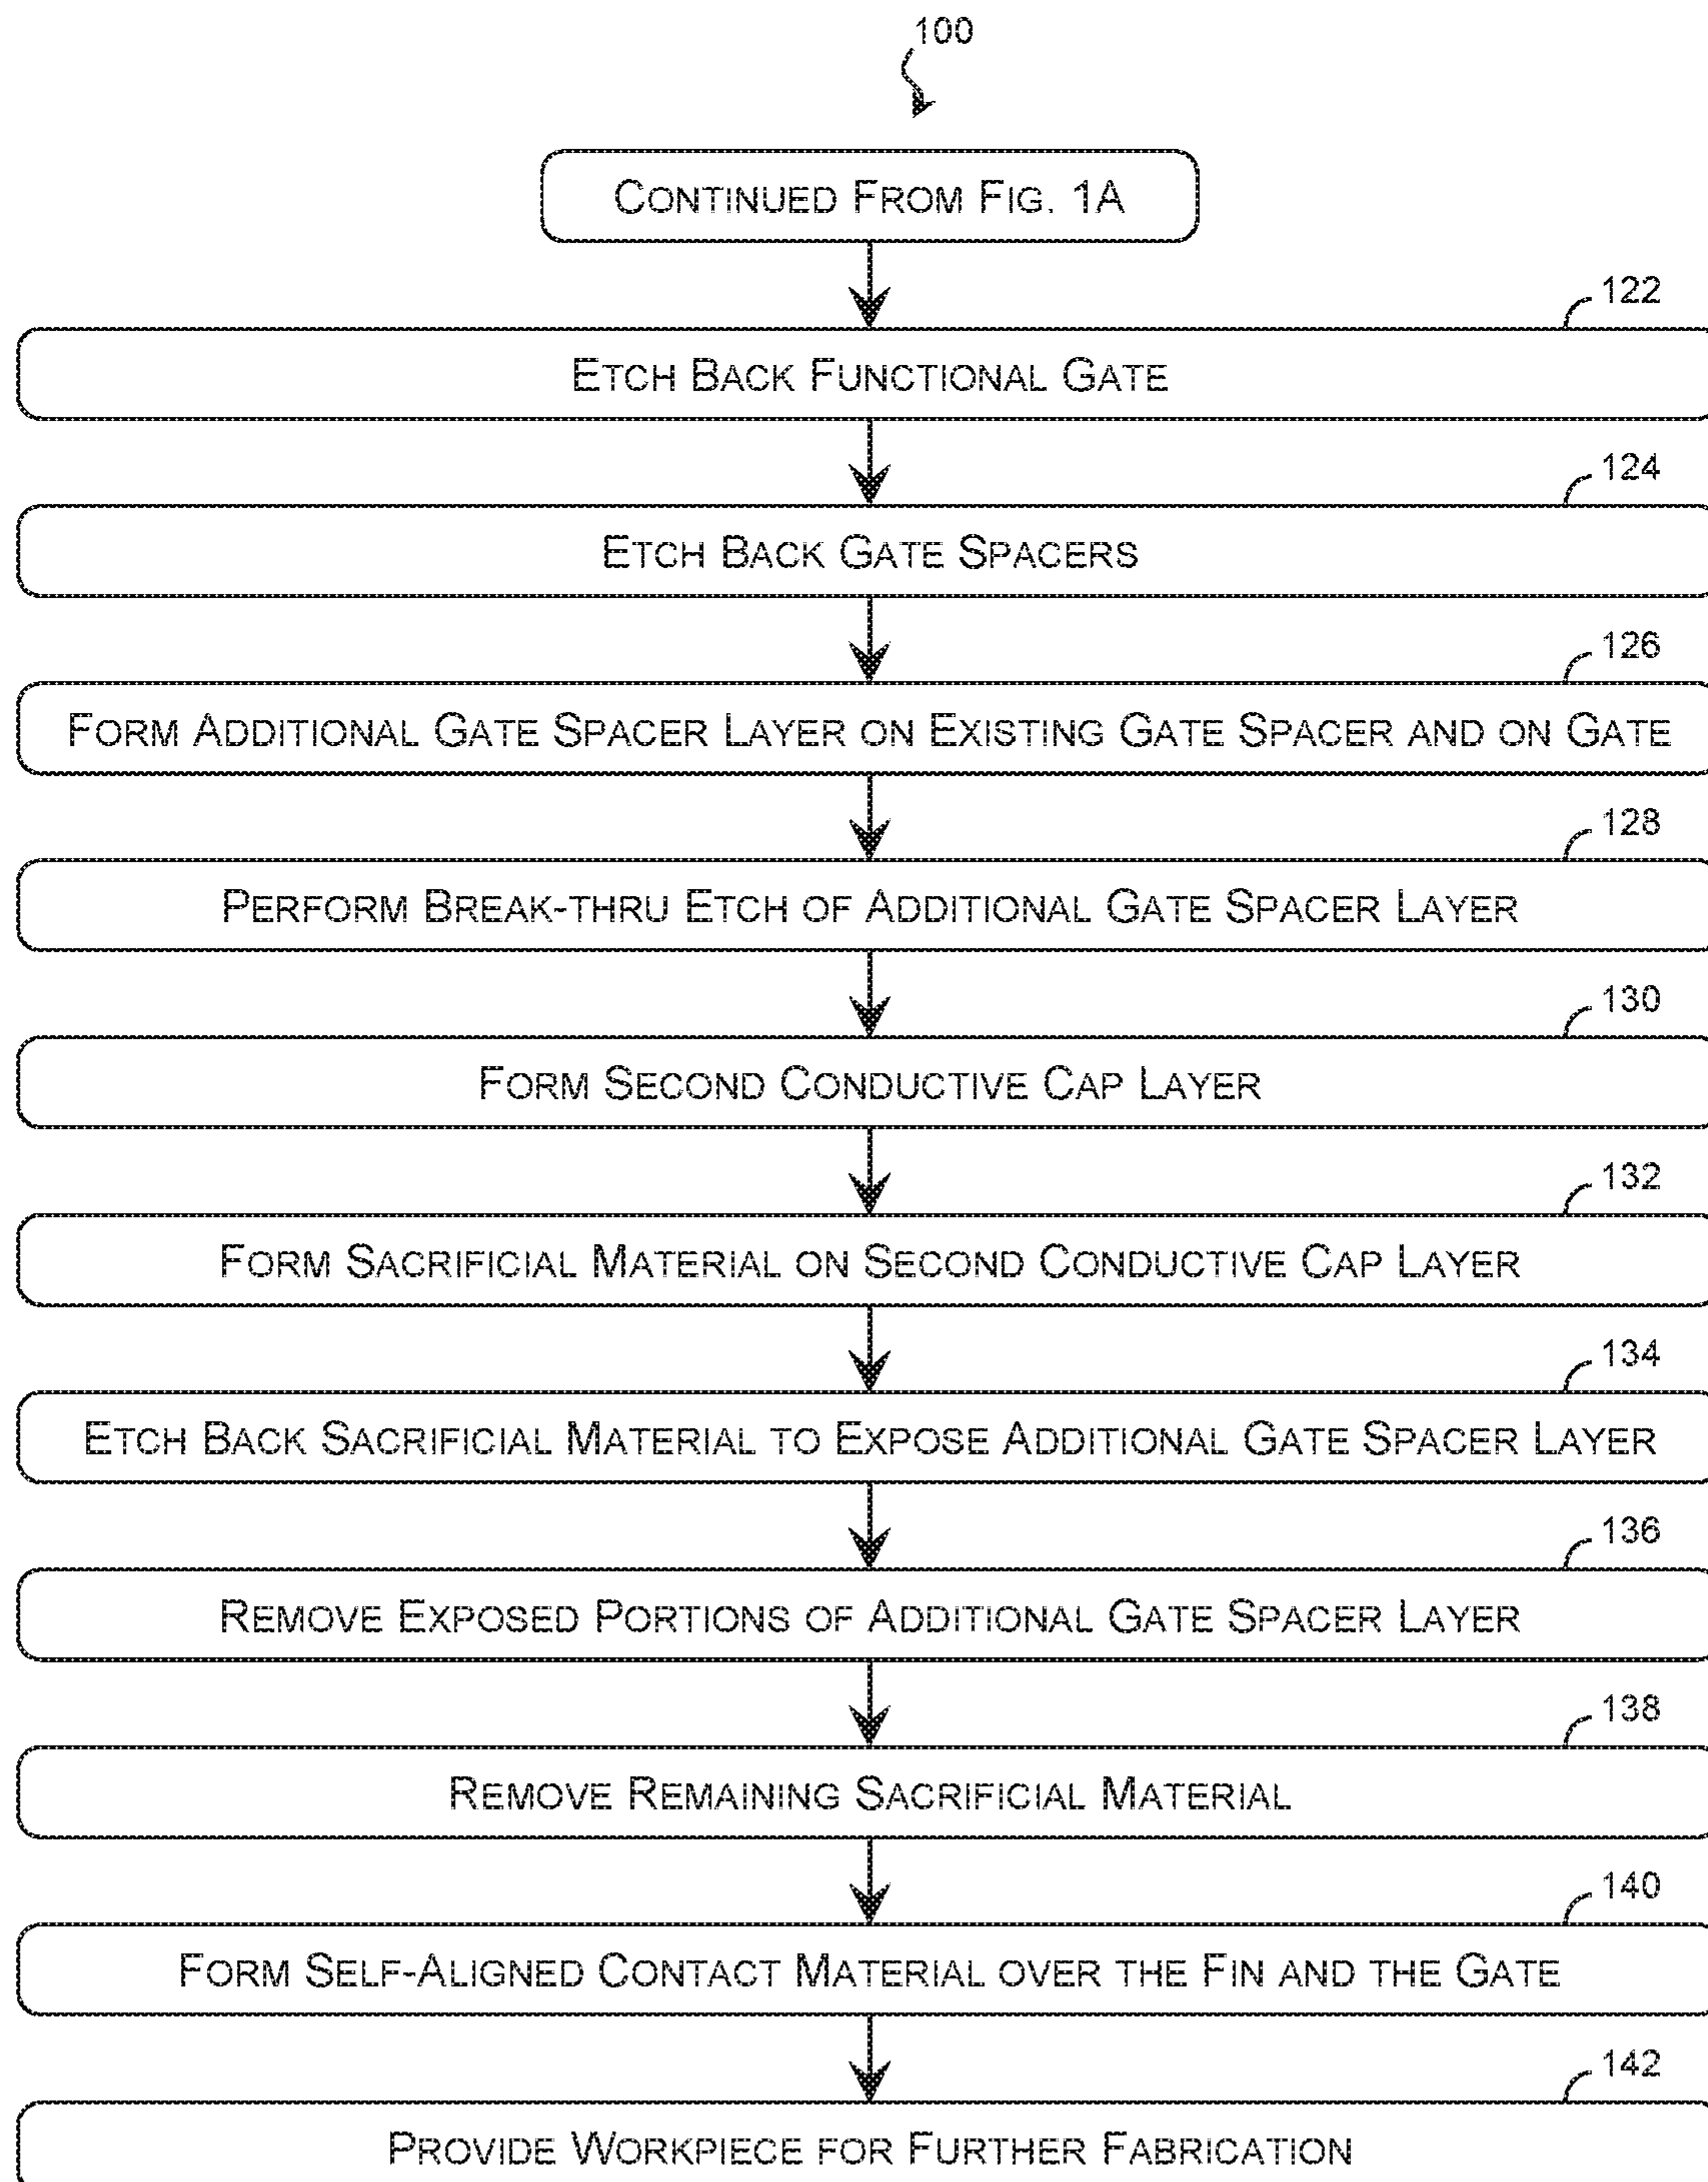 100
CONTINUED FROM FIG. 1A
122
ETCH BACK FUNCTIONAL GATE
124
ETCH BACK GATE SPACERS
126
FORM ADDITIONAL GATE SPACER LAYER ON EXISTING GATE SPACER AND ON GATE
128
PERFORM BREAK-THRU ETCH OF ADDITIONAL GATE SPACER LAYER
130
FORM SECOND CONDUCTIVE CAP LAYER
132
FORM SACRIFICIAL MATERIAL ON SECOND CONDUCTIVE CAP LAYER
134
ETCH BACK SACRIFICIAL MATERIAL TO EXPOSE ADDITIONAL GATE SPACER LAYER
136
REMOVE EXPOSED PORTIONS OF ADDITIONAL GATE SPACER LAYER
138
REMOVE REMAINING SACRIFICIAL MATERIAL
140
FORM SELF-ALIGNED CONTACT MATERIAL OVER THE FIN AND THE GATE
142
PROVIDE WORKPIECE FOR FURTHER FABRICATION